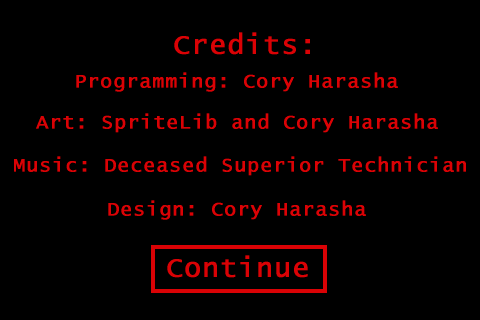 Credits:
Programming: Cory Harasha
Art: SpriteLib and Cory Harasha
Music: Deceased Superior Technician
Design: Cory Harasha
Continue